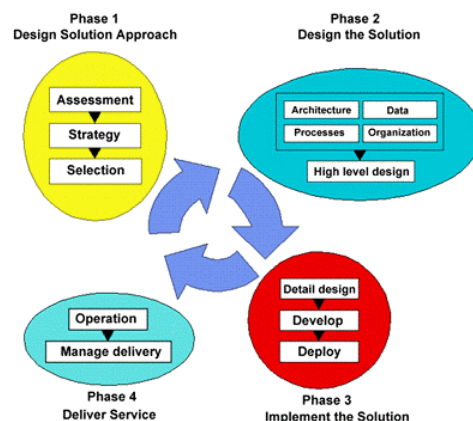 Phase 1
Design Solution Approach
Assessment
Strategy
Selection
Phase 2
Design the Solution
Architecture
Data
Processes
Organization
High level design
Detail design
Develop
Deploy
Phase 3
Implement the Solution
Operation
Manage delivery
Phase 4
Deliver Service